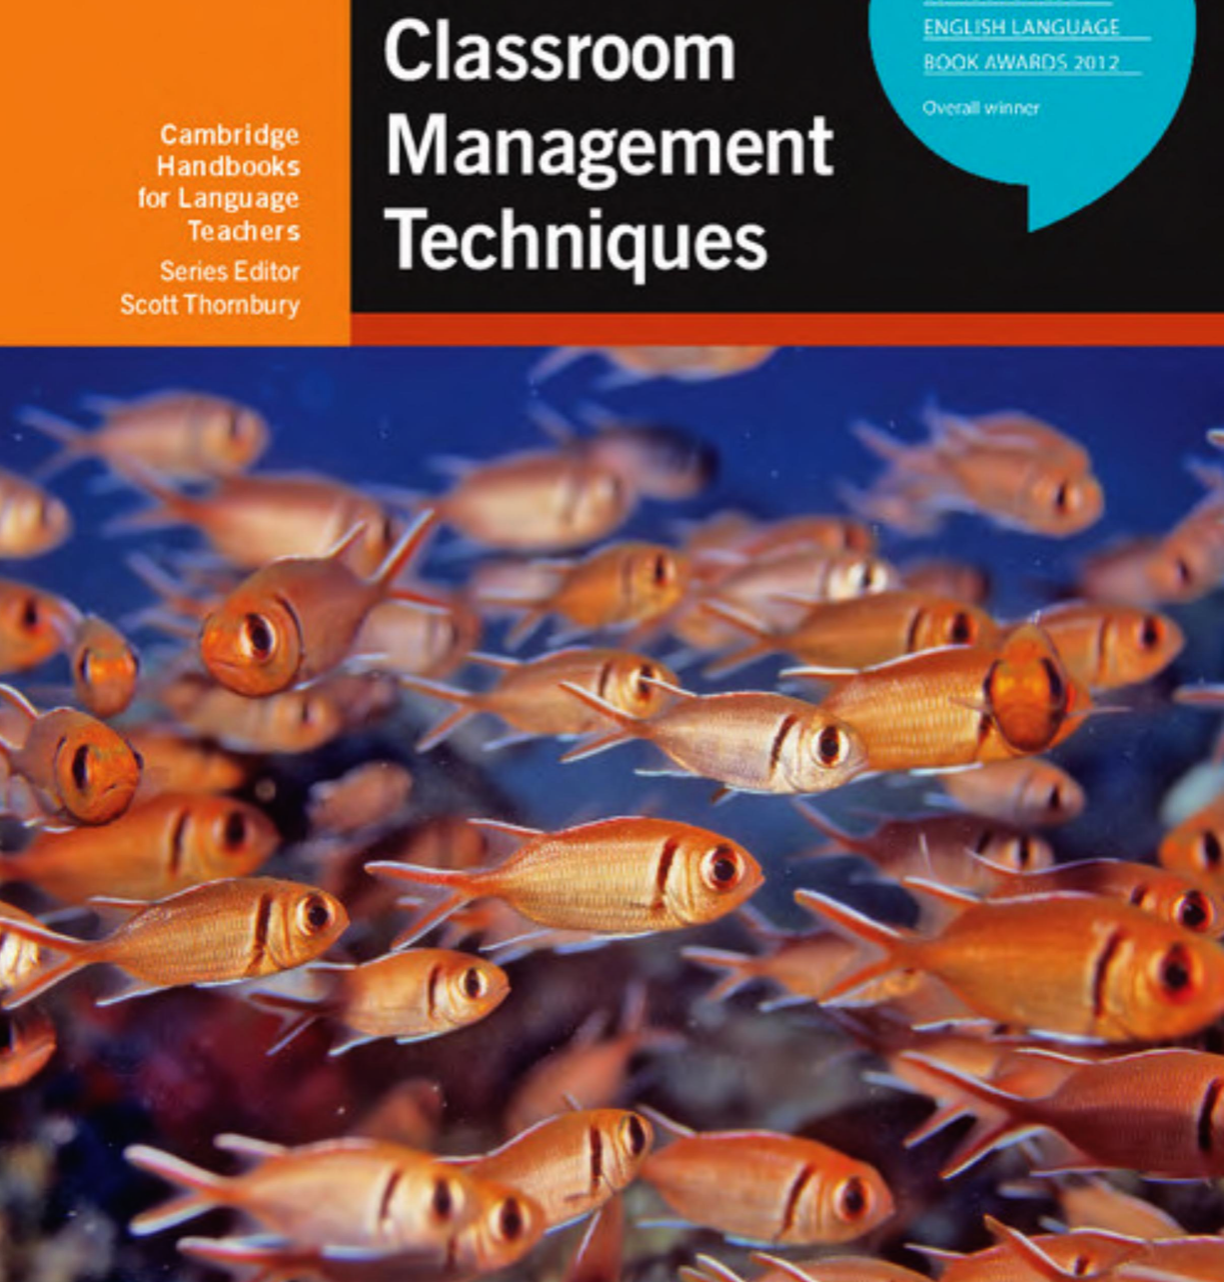 Classroom
Management
Techniques
Cambridge
Handbooks
for Language
Teachers
Series Editor
Scott Thornbury
ENGLISH LANGUAGE
BOOK AWARDS 2012
Overall winner